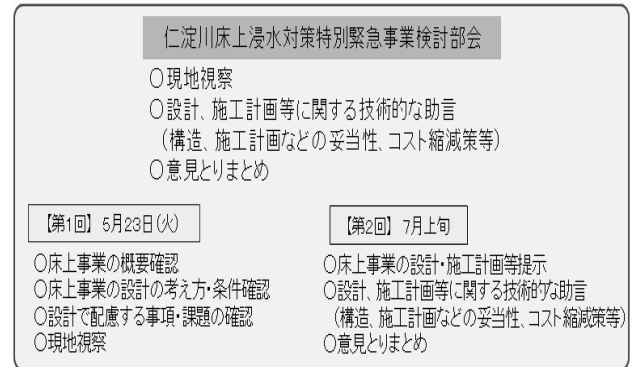 仁淀川床上浸水対策特別緊急事業検討部会
○現地視察
○設計、施工計画等に関する技術的な助言
（構造、施工計画などの妥当性、コスト縮減策等）
○意見とりまとめ
【第1回】 5月23日（火）
○床上事業の概要確認
○床上事業の設計の考え方・条件確認
○設計で配慮する事項・課題の確認
○現地視察
【第2回】 7月上旬
○床上事業の設計・施工計画等提示
○設計、施工計画等に関する技術的な助言
（構造、施工計画などの妥当性、コスト縮減策等）
○意見とりまとめ